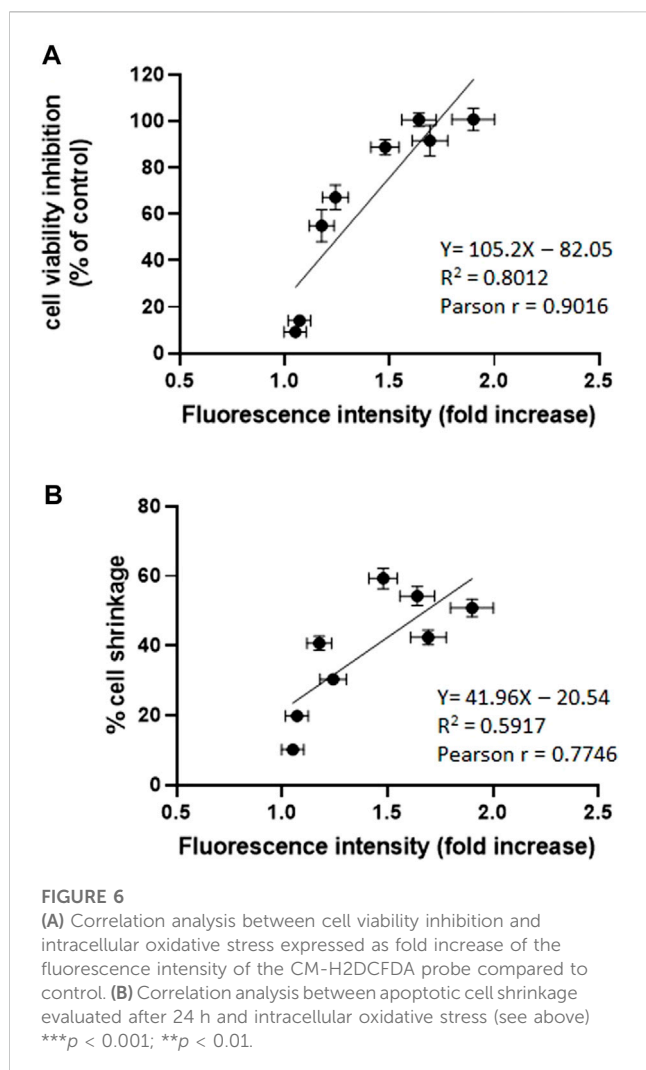 A
120
100
80
60
40
20
0
cell viability inhibition
(% of control)
Y= 105.2X – 82.05
R² = 0.8012
Parson r = 0.9016
0.5 1.0 1.5 2.0 2.5
Fluorescence intensity (fold increase)
B
80
60
40
20
0
% cell shrinkage
Y= 41.96X – 20.54
R² = 0.5917
Pearson r = 0.7746
0.5 1.0 1.5 2.0 2.5
Fluorescence intensity (fold increase)
FIGURE 6
(A) Correlation analysis between cell viability inhibition and
intracellular oxidative stress expressed as fold increase of the
fluorescence intensity of the CM-H2DCFDA probe compared to
control. (B) Correlation analysis between apoptotic cell shrinkage
evaluated after 24 h and intracellular oxidative stress (see above)
***p < 0.001; **p < 0.01.